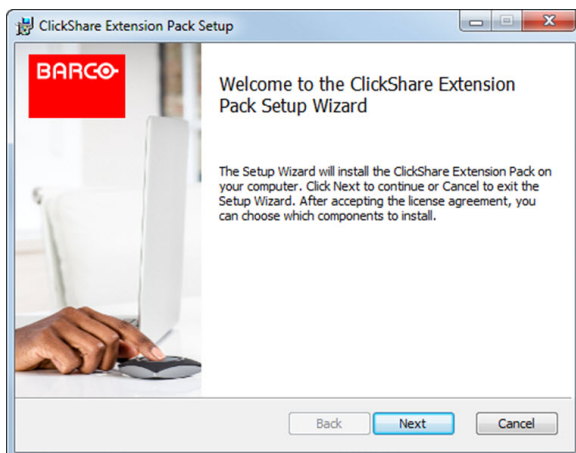 ClickShare Extension Pack Setup
BARCO
Welcome to the ClickShare Extension
Pack Setup Wizard
The Setup Wizard will install the ClickShare Extension Pack on
your computer. Click Next to continue or Cancel to exit the
Setup Wizard. After accepting the license agreement, you
can choose which components to install.
Back
Next
Cancel